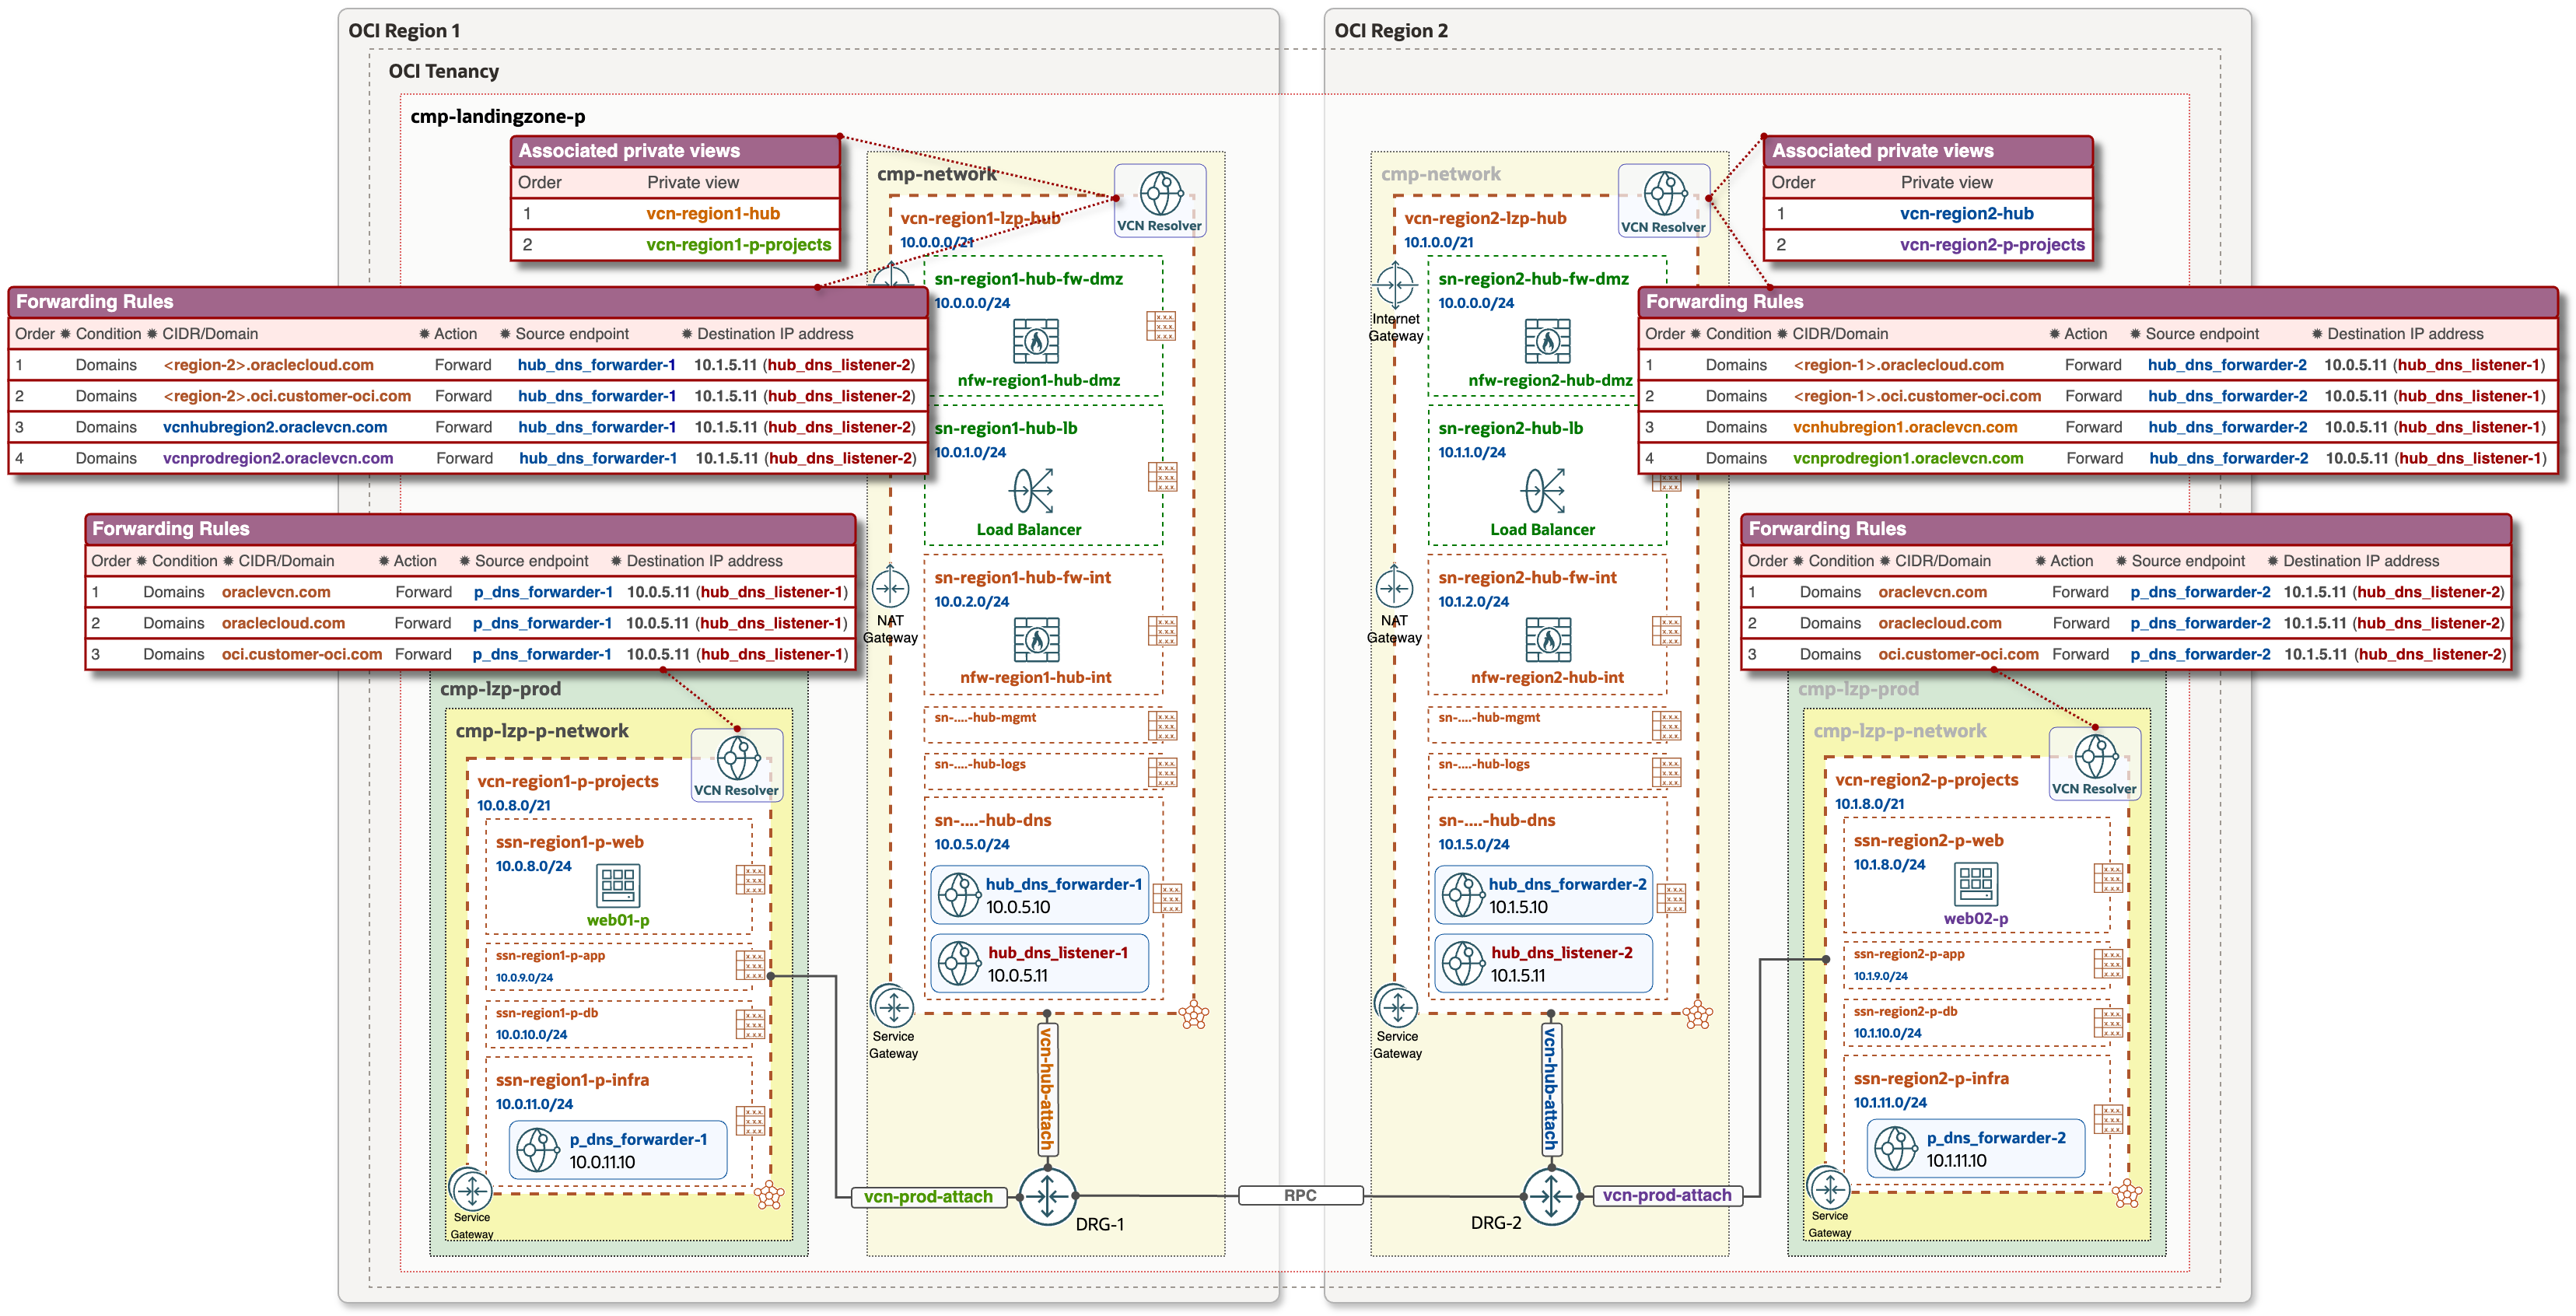 OCI Region 1
OCI Region 2
OCI Tenancy
cmp-landingzone-p
Associated private views
Order Private view
1 vcn-region1-hub
2 vcn-region1-p-projects
cmp-network
VCN Resolver
vcn-region1-lzp-hub
10.0.0.0/21
Forwarding Rules
Order ✹ Condition ✹ CIDR/Domain ✹ Action ✹ Source endpoint ✹ Destination IP address
1 Domains <region-2>.oraclecloud.com Forward hub_dns_forwarder-1 10.1.5.11 (hub_dns_listener-2)
2 Domains <region-2>.oci.customer-oci.com Forward hub_dns_forwarder-1 10.1.5.11 (hub_dns_listener-2)
3 Domains vcnhubregion2.oraclevcn.com Forward hub_dns_forwarder-1 10.1.5.11 (hub_dns_listener-2)
4 Domains vcnprodregion2.oraclevcn.com Forward hub_dns_forwarder-1 10.1.5.11 (hub_dns_listener-2)
Forwarding Rules
Order ✹ Condition ✹ CIDR/Domain ✹ Action ✹ Source endpoint ✹ Destination IP address
1 Domains oraclevcn.com Forward p_dns_forwarder-1 10.0.5.11 (hub_dns_listener-1)
2 Domains oraclecloud.com Forward p_dns_forwarder-1 10.0.5.11 (hub_dns_listener-1)
3 Domains oci.customer-oci.com Forward p_dns_forwarder-1 10.0.5.11 (hub_dns_listener-1)
cmp-lzp-prod
cmp-lzp-p-network
VCN Resolver
vcn-region1-p-projects
10.0.8.0/21
ssn-region1-p-web
10.0.8.0/24
web01-p
ssn-region1-p-app
10.0.9.0/24
ssn-region1-p-db
10.0.10.0/24
ssn-region1-p-infra
10.0.11.0/24
p_dns_forwarder-1
10.0.11.10
Service
Gateway
sn-region1-hub-fw-dmz
10.0.0.0/24
nfw-region1-hub-dmz
sn-region1-hub-lb
10.0.1.0/24
Load Balancer
sn-region1-hub-fw-int
10.0.2.0/24
NAT
Gateway
nfw-region1-hub-int
sn-....-hub-mgmt
sn-....-hub-logs
sn-....-hub-dns
10.0.5.0/24
hub_dns_forwarder-1
10.0.5.10
hub_dns_listener-1
10.0.5.11
Service
Gateway
vcn-hub-attach
vcn-prod-attach
DRG-1
RPC
cmp-network
VCN Resolver
vcn-region2-lzp-hub
10.1.0.0/21
Internet
Gateway
sn-region2-hub-fw-dmz
10.0.0.0/24
nfw-region2-hub-dmz
sn-region2-hub-lb
10.1.1.0/24
Load Balancer
sn-region2-hub-fw-int
10.1.2.0/24
NAT
Gateway
nfw-region2-hub-int
sn-....-hub-mgmt
sn-....-hub-logs
sn-....-hub-dns
10.1.5.0/24
hub_dns_forwarder-2
10.1.5.10
hub_dns_listener-2
10.1.5.11
Service
Gateway
vcn-hub-attach
DRG-2
vcn-prod-attach
Associated private views
Order Private view
1 vcn-region2-hub
2 vcn-region2-p-projects
Forwarding Rules
Order ✹ Condition ✹ CIDR/Domain ✹ Action ✹ Source endpoint ✹ Destination IP address
1 Domains <region-1>.oraclecloud.com Forward hub_dns_forwarder-2 10.0.5.11 (hub_dns_listener-1)
2 Domains <region-1>.oci.customer-oci.com Forward hub_dns_forwarder-2 10.0.5.11 (hub_dns_listener-1)
3 Domains vcnhubregion1.oraclevcn.com Forward hub_dns_forwarder-2 10.0.5.11 (hub_dns_listener-1)
4 Domains vcnprodregion1.oraclevcn.com Forward hub_dns_forwarder-2 10.0.5.11 (hub_dns_listener-1)
Forwarding Rules
Order ✹ Condition ✹ CIDR/Domain ✹ Action ✹ Source endpoint ✹ Destination IP address
1 Domains oraclevcn.com Forward p_dns_forwarder-2 10.1.5.11 (hub_dns_listener-2)
2 Domains oraclecloud.com Forward p_dns_forwarder-2 10.1.5.11 (hub_dns_listener-2)
3 Domains oci.customer-oci.com Forward p_dns_forwarder-2 10.1.5.11 (hub_dns_listener-2)
cmp-lzp-prod
cmp-lzp-p-network
VCN Resolver
vcn-region2-p-projects
10.1.8.0/21
ssn-region2-p-web
10.1.8.0/24
web02-p
ssn-region2-p-app
10.1.9.0/24
ssn-region2-p-db
10.1.10.0/24
ssn-region2-p-infra
10.1.11.0/24
p_dns_forwarder-2
10.1.11.10
Service
Gateway